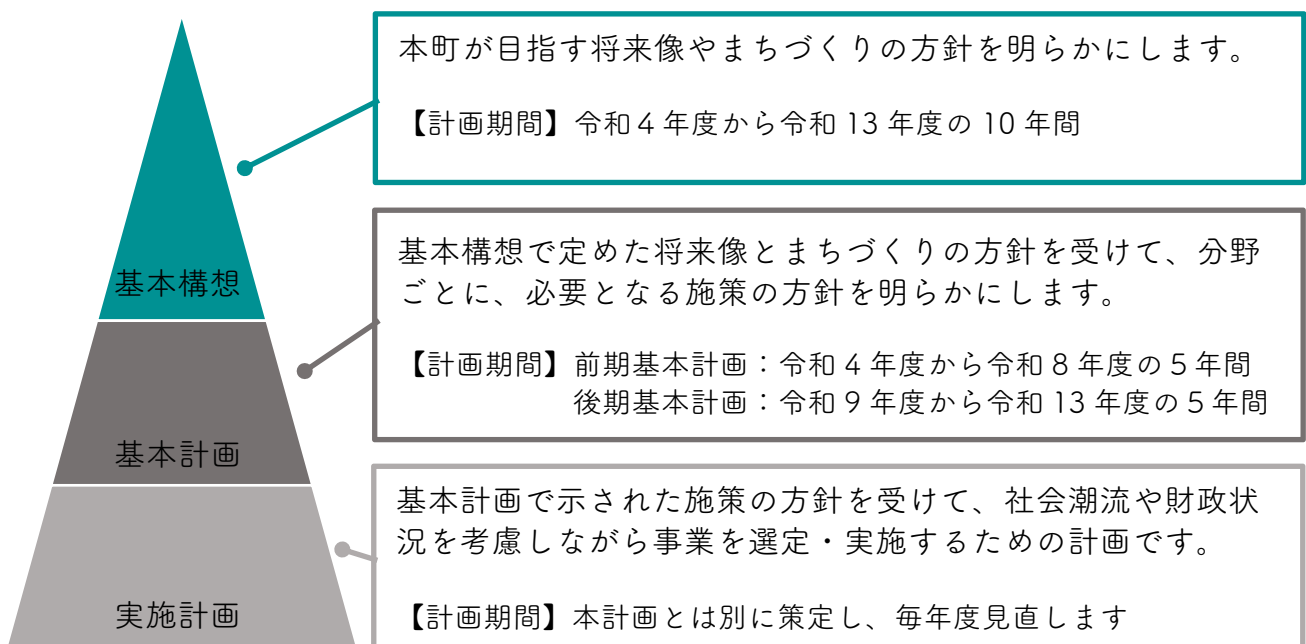 本町が目指す将来像やまちづくりの方針を明らかにします。
【計画期間】令和4年度から令和13年度の10年間
基本構想
基本構想で定めた将来像とまちづくりの方針を受けて、分野
ごとに、必要となる施策の方針を明らかにします。
【計画期間】前期基本計画：令和4年度から令和8年度の5年間
後期基本計画：令和9年度から令和13年度の5年間
基本計画
基本計画で示された施策の方針を受けて、社会潮流や財政状
況を考慮しながら事業を選定・実施するための計画です。
【計画期間】本計画とは別に策定し、毎年度見直します
実施計画